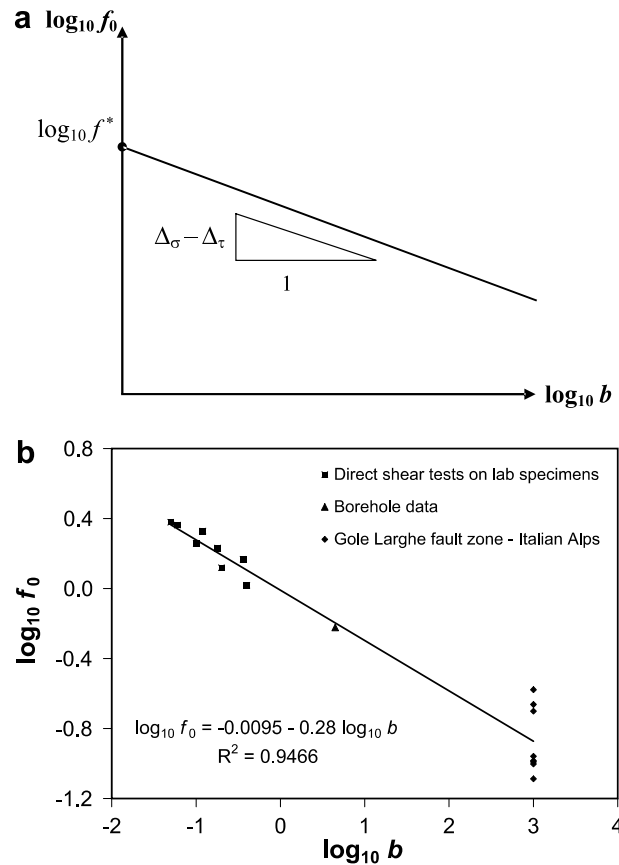 a
log₁₀ f₀
log₁₀ f*
Δσ − Δτ
1
log₁₀ b
b
0.8
0.4
0.0
-0.4
-0.8
-1.2
log₁₀ f₀
■ Direct shear tests on lab specimens
▲ Borehole data
◆ Gole Larghe fault zone - Italian Alps
log₁₀ f₀ = -0.0095 - 0.28 log₁₀ b
R² = 0.9466
-2 -1 0 1 2 3 4
log₁₀ b